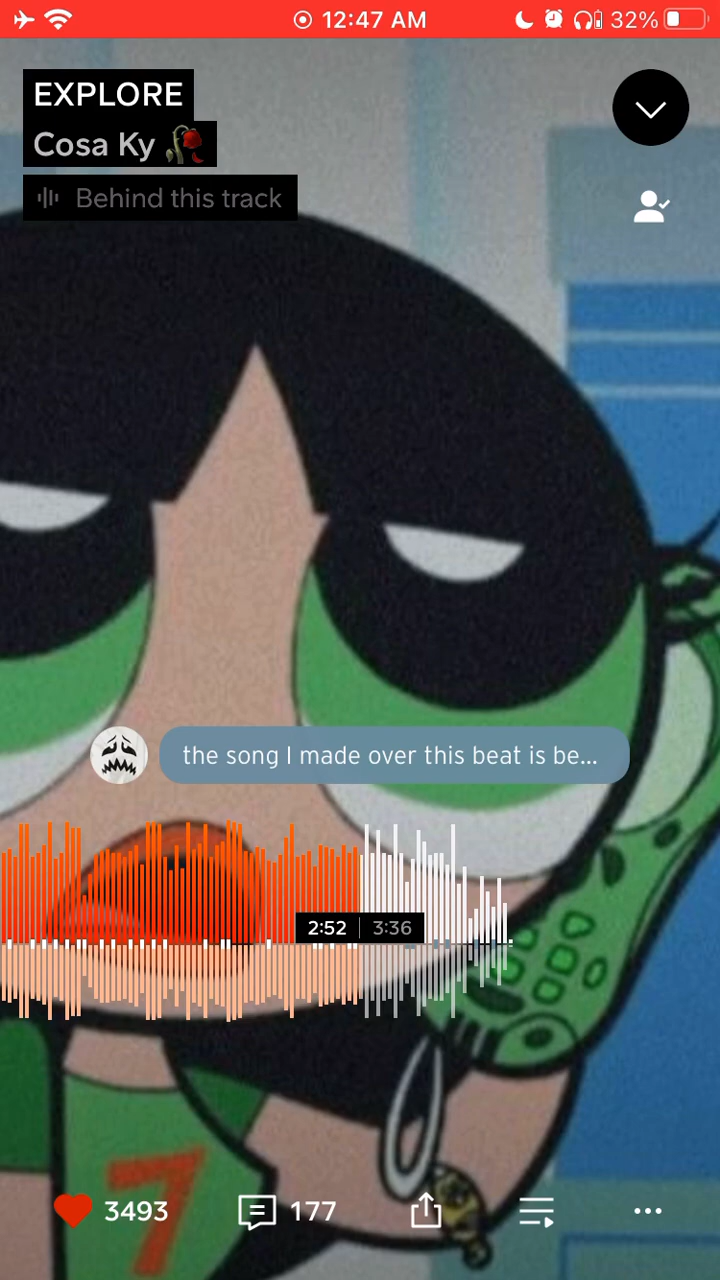 12:47 AM
32%
EXPLORE
Cosa Ky 🥀
Behind this track
the song I made over this beat is be...
2:52 | 3:36
7
3493
177